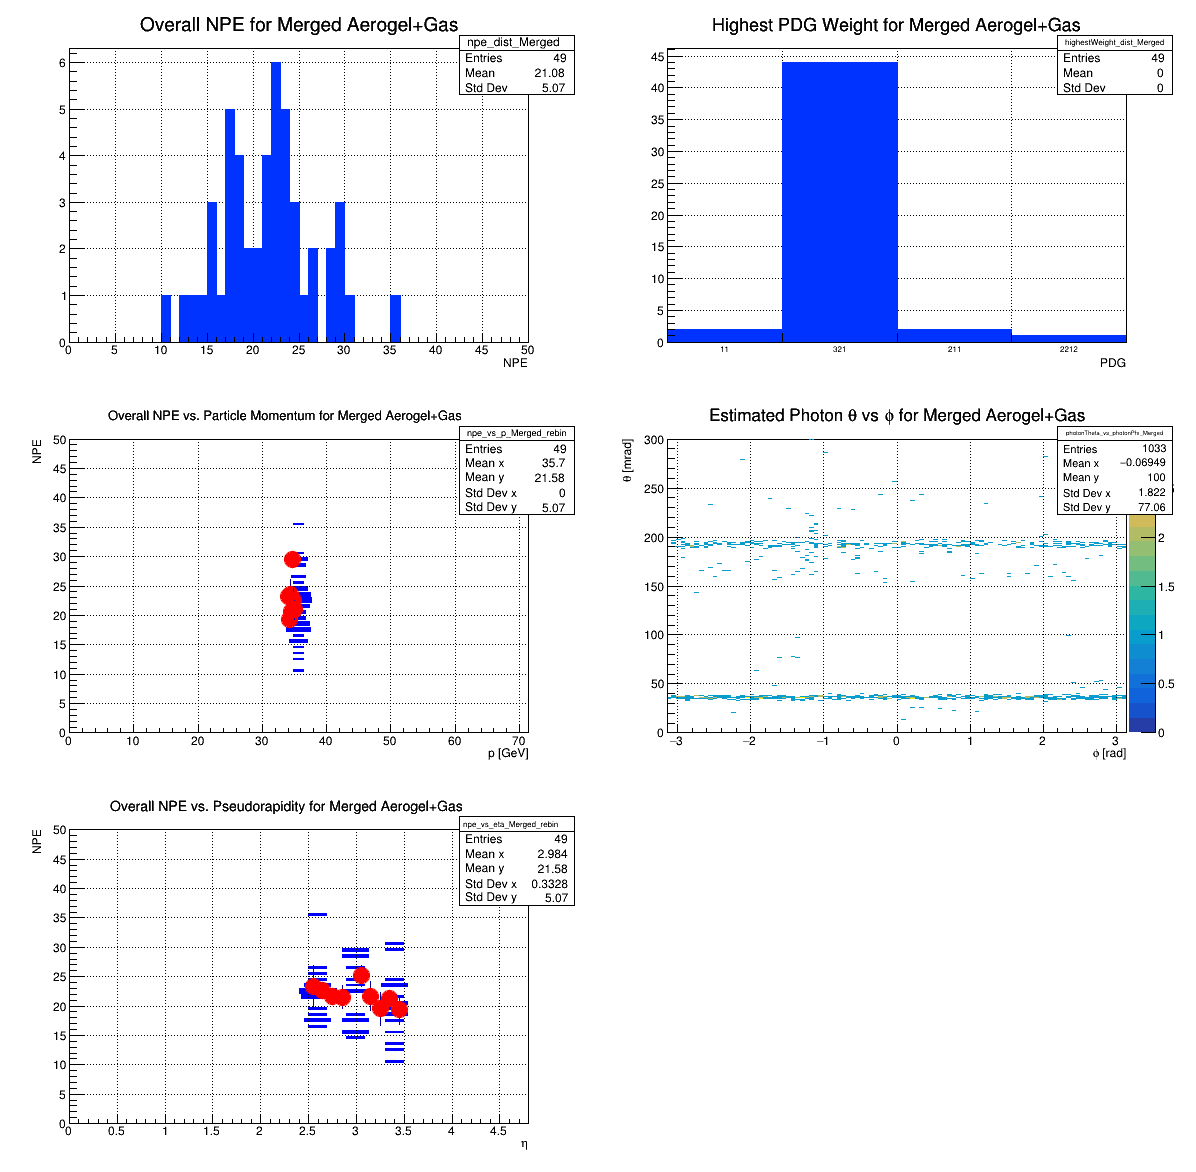 Overall NPE for Merged Aerogel+Gas
npe_dist_Merged
Entries 49
Mean 21.08
Std Dev 5.07
6
5
4
3
2
1
0
0 5 10 15 20 25 30 35 40 45 50
NPE
Highest PDG Weight for Merged Aerogel+Gas
highestWeight_dist_Merged
Entries 49
Mean 0
Std Dev 0
45
40
35
30
25
20
15
10
5
0
11 321 211 2212
PDG
Overall NPE vs. Particle Momentum for Merged Aerogel+Gas
npe_vs_p_Merged_rebin
Entries 49
Mean x 35.7
Mean y 21.58
Std Dev x 0
Std Dev y 5.07
NPE
50
45
40
35
30
25
20
15
10
5
0
0 10 20 30 40 50 60 70
p [GeV]
Estimated Photon θ vs ϕ for Merged Aerogel+Gas
photonTheta_vs_photonPhi_Merged
Entries 1033
Mean x −0.06949
Mean y 100
Std Dev x 1.822
Std Dev y 77.06
θ [mrad]
300
250
200
150
100
50
0
−3 −2 −1 0 1 2 3
ϕ [rad]
2
1.5
1
0.5
0
Overall NPE vs. Pseudorapidity for Merged Aerogel+Gas
npe_vs_eta_Merged_rebin
Entries 49
Mean x 2.984
Mean y 21.58
Std Dev x 0.3328
Std Dev y 5.07
NPE
50
45
40
35
30
25
20
15
10
5
0
0 0.5 1 1.5 2 2.5 3 3.5 4 4.5
η